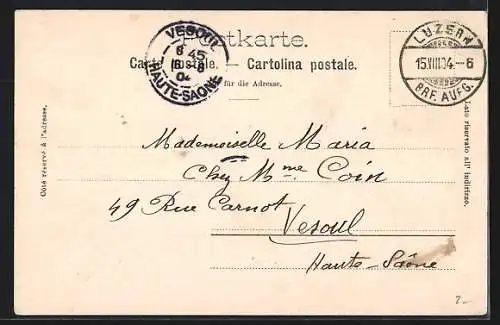 Postkarte.
Carte postale. — Cartolina postale.
für die Adresse.
VESOUL
6 45
16 8
04
HAUTE-SAONE
LUZERN
15.VIII.04.-6
BRF. AUFG.
Côté réservé à l'adresse.
Lato riservato all' indirizzo.
Mademoiselle Maria
Chez Mme Coin
49 Rue Carnot
Vesoul
Haute-Saône